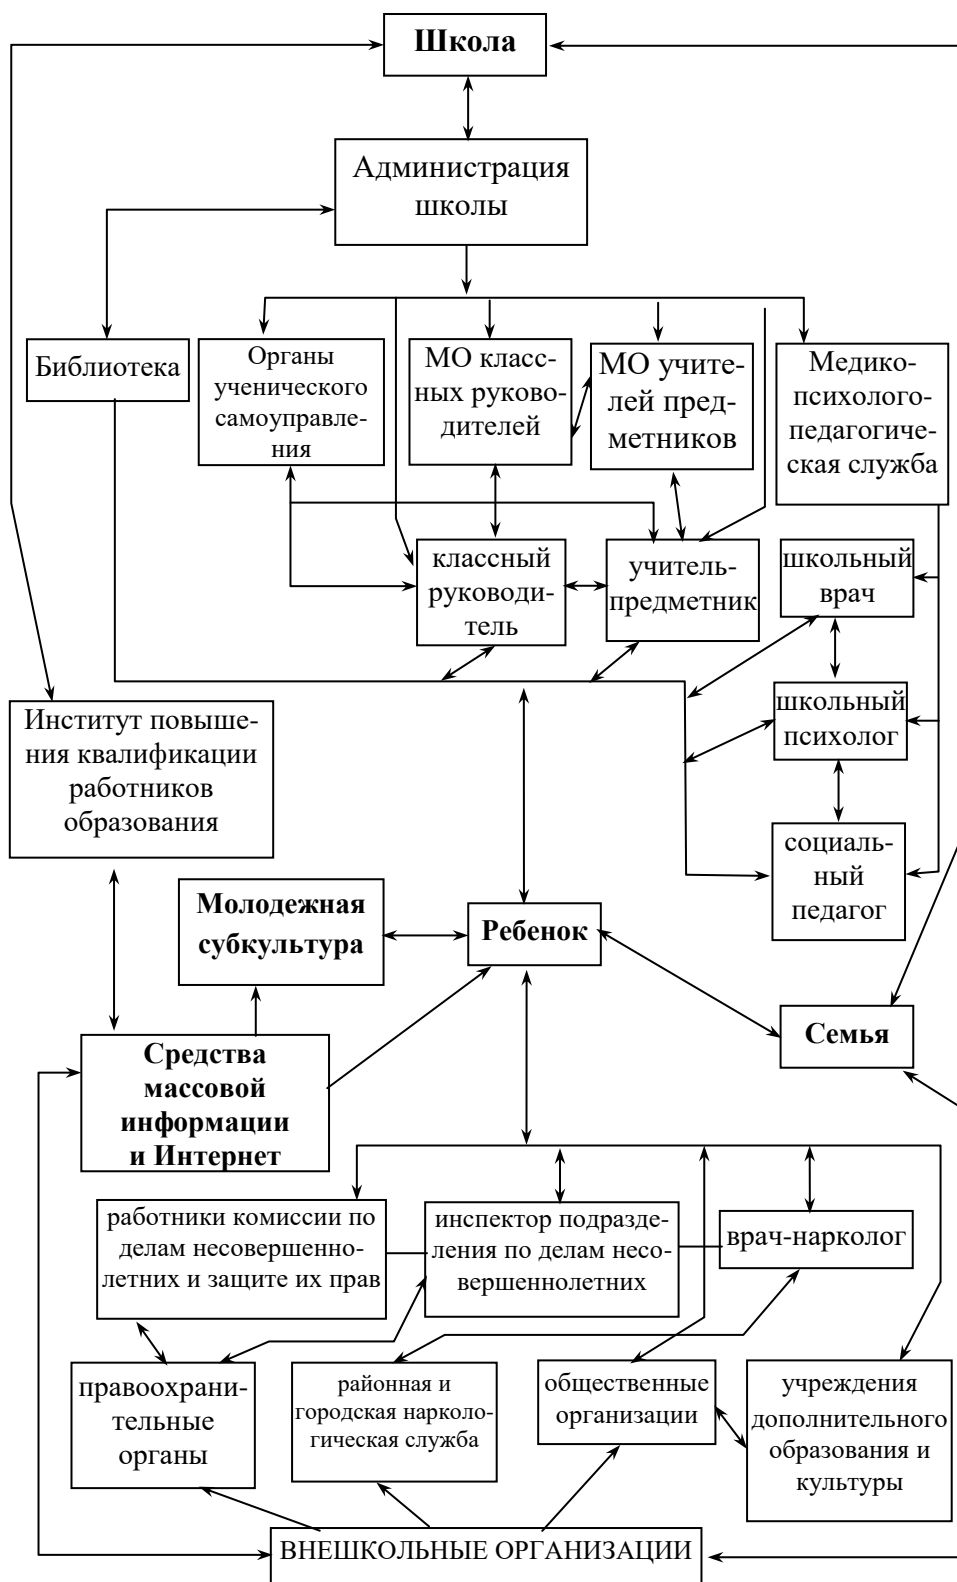 Школа
Администрация
школы
Библиотека
Органы
ученического
самоуправле-
ния
МО класс-
ных руково-
дителей
МО учите-
лей пред-
метников
Медико-
психолого-
педагогиче-
ская служба
классный
руководи-
тель
учитель-
предметник
школьный
врач
школьный
психолог
социаль-
ный
педагог
Институт повыше-
ния квалификации
работников
образования
Молодежная
субкультура
Ребенок
Семья
Средства
массовой
информации
и Интернет
работники комиссии по
делам несовершенно-
летних и защите их прав
инспектор подразде-
ления по делам несо-
вершеннолетних
врач-нарколог
правоохрани-
тельные
органы
районная и
городская нарколо-
гическая служба
общественные
организации
учреждения
дополнительного
образования и
культуры
ВНЕШКОЛЬНЫЕ ОРГАНИЗАЦИИ